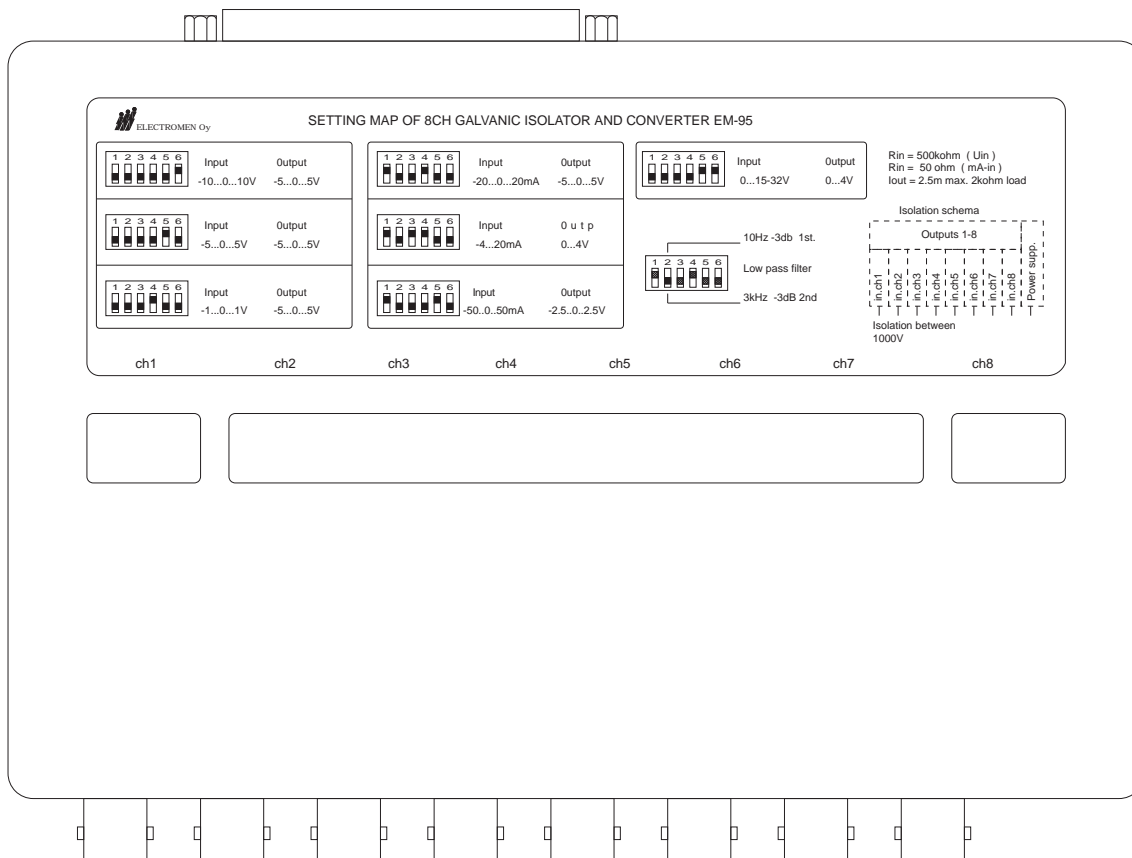 ELECTROMEN Oy
SETTING MAP OF 8CH GALVANIC ISOLATOR AND CONVERTER EM-95
1 2 3 4 5 6
Input 0utput
-10...0...10V -5...0...5V
1 2 3 4 5 6
Input 0utput
-5...0...5V -5...0...5V
1 2 3 4 5 6
Input 0utput
-1...0...1V -5...0...5V
1 2 3 4 5 6
Input 0utput
-20...0...20mA -5...0...5V
1 2 3 4 5 6
Input 0 u t p
-4...20mA 0...4V
1 2 3 4 5 6
Input 0utput
-50..0..50mA -2.5..0..2.5V
1 2 3 4 5 6
Input 0utput
0...15-32V 0...4V
10Hz -3db 1st.
1 2 3 4 5 6
Low pass filter
3kHz -3dB 2nd
Rin = 500kohm ( Uin )
Rin = 50 ohm ( mA-in )
Iout = 2.5m max. 2kohm load
Isolation schema
Outputs 1-8
in.ch1
in.ch2
in.ch3
in.ch4
in.ch5
in.ch6
in.ch7
in.ch8
Power supp.
Isolation between
1000V
ch1 ch2 ch3 ch4 ch5 ch6 ch7 ch8